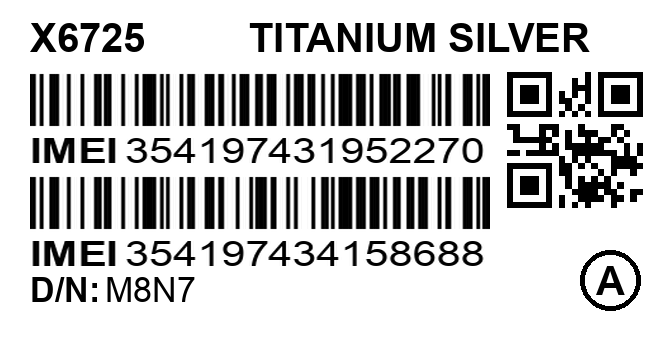 X6725 TITANIUM SILVER
IMEI 354197431952270
IMEI 354197434158688
D/N: M8N7
A